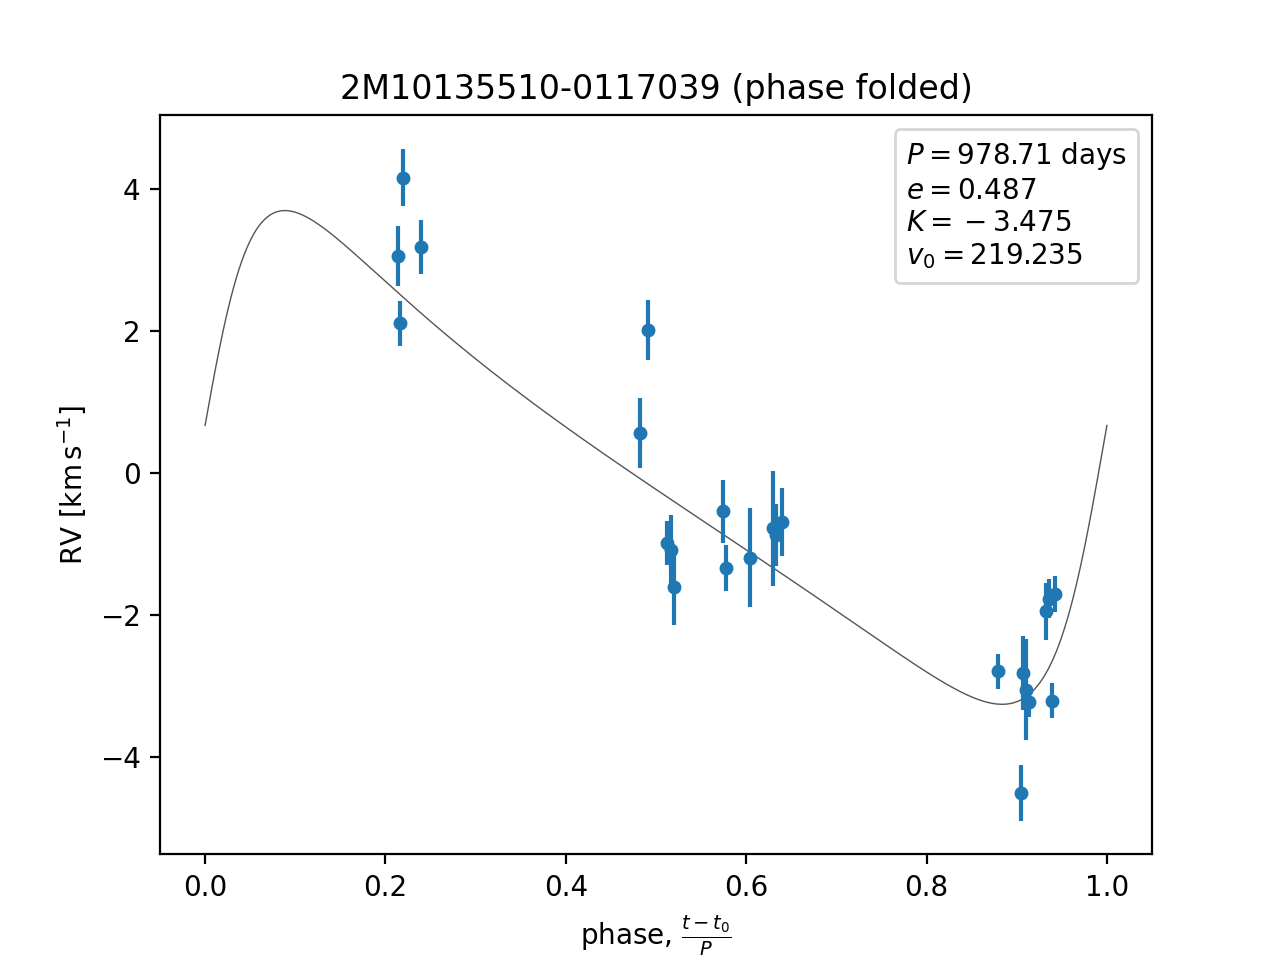 2M10135510-0117039 (phase folded)
P = 978.71 days
e = 0.487
K = − 3.475
v₀ = 219.235
4
2
0
−2
−4
RV [km s⁻¹]
0.0 0.2 0.4 0.6 0.8 1.0
phase, (t − t₀)/P